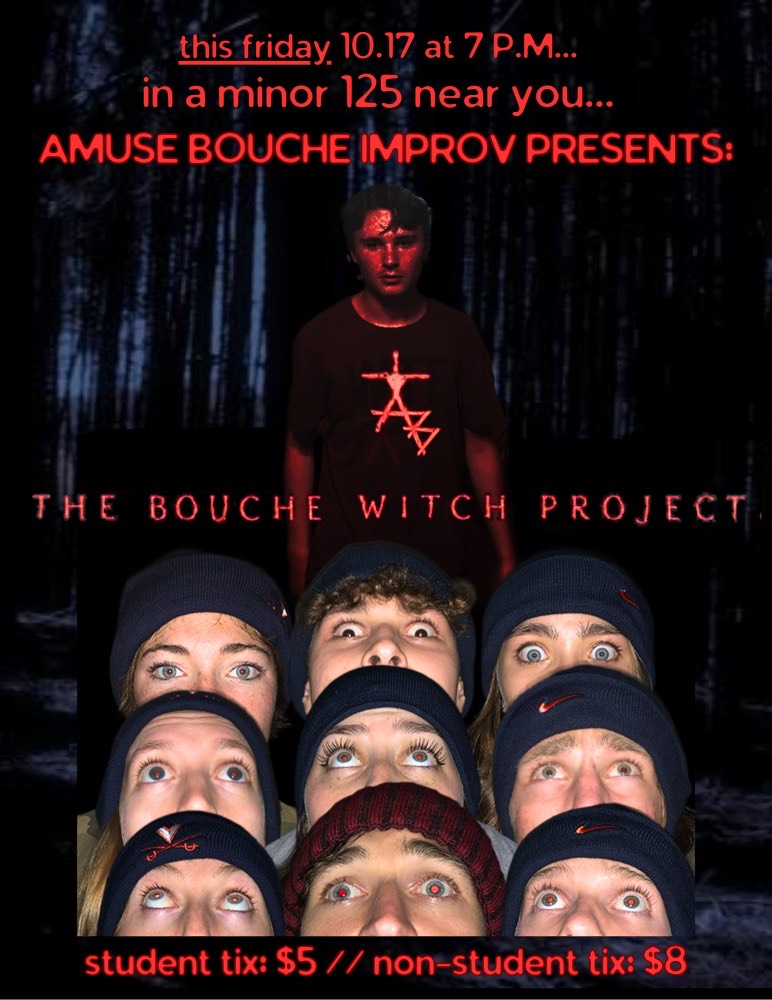 this friday 10.17 at 7 P.M...
in a minor 125 near you...
AMUSE BOUCHE IMPROV PRESENTS:
AB
THE BOUCHE WITCH PROJECT
student tix: $5 // non-student tix: $8